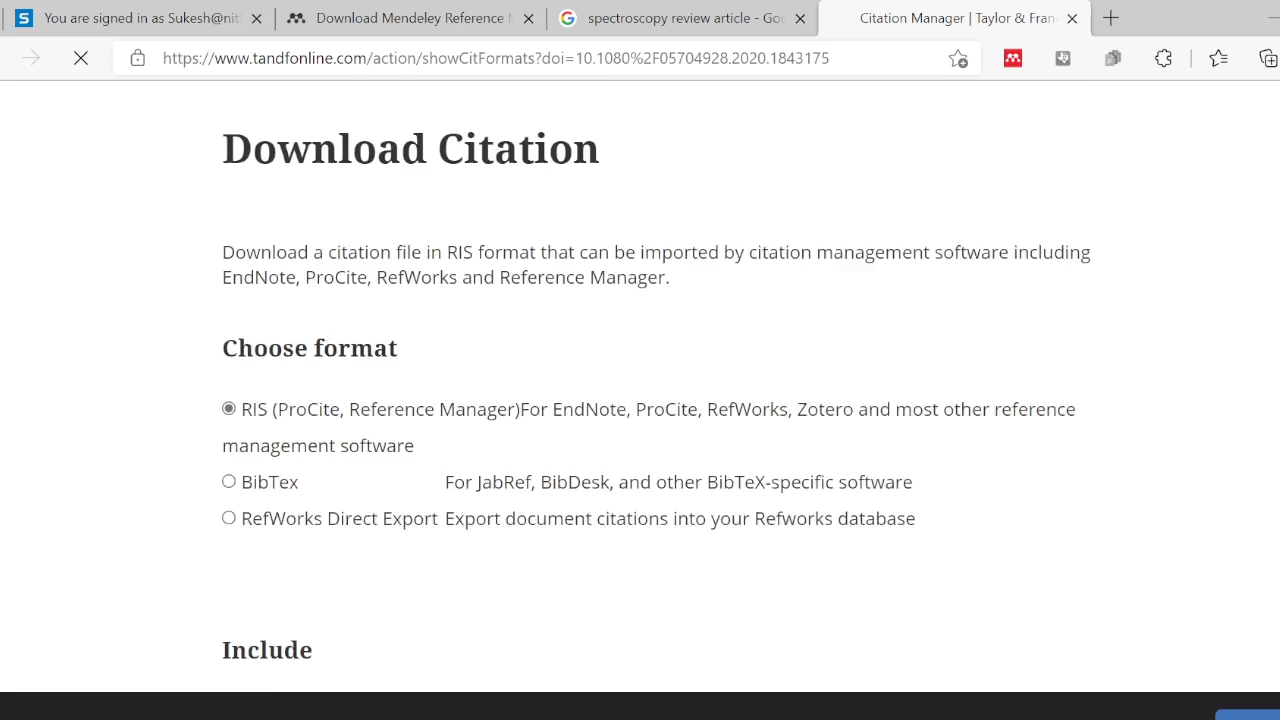 You are signed in as Sukesh@nit
Download Mendeley Reference M
spectroscopy review article - Goo
Citation Manager | Taylor & Fran
https://www.tandfonline.com/action/showCitFormats?doi=10.1080%2F05704928.2020.1843175
Download Citation
Download a citation file in RIS format that can be imported by citation management software including
EndNote, ProCite, RefWorks and Reference Manager.
Choose format
RIS (ProCite, Reference Manager)For EndNote, ProCite, RefWorks, Zotero and most other reference
management software
BibTex For JabRef, BibDesk, and other BibTeX-specific software
RefWorks Direct Export Export document citations into your Refworks database
Include